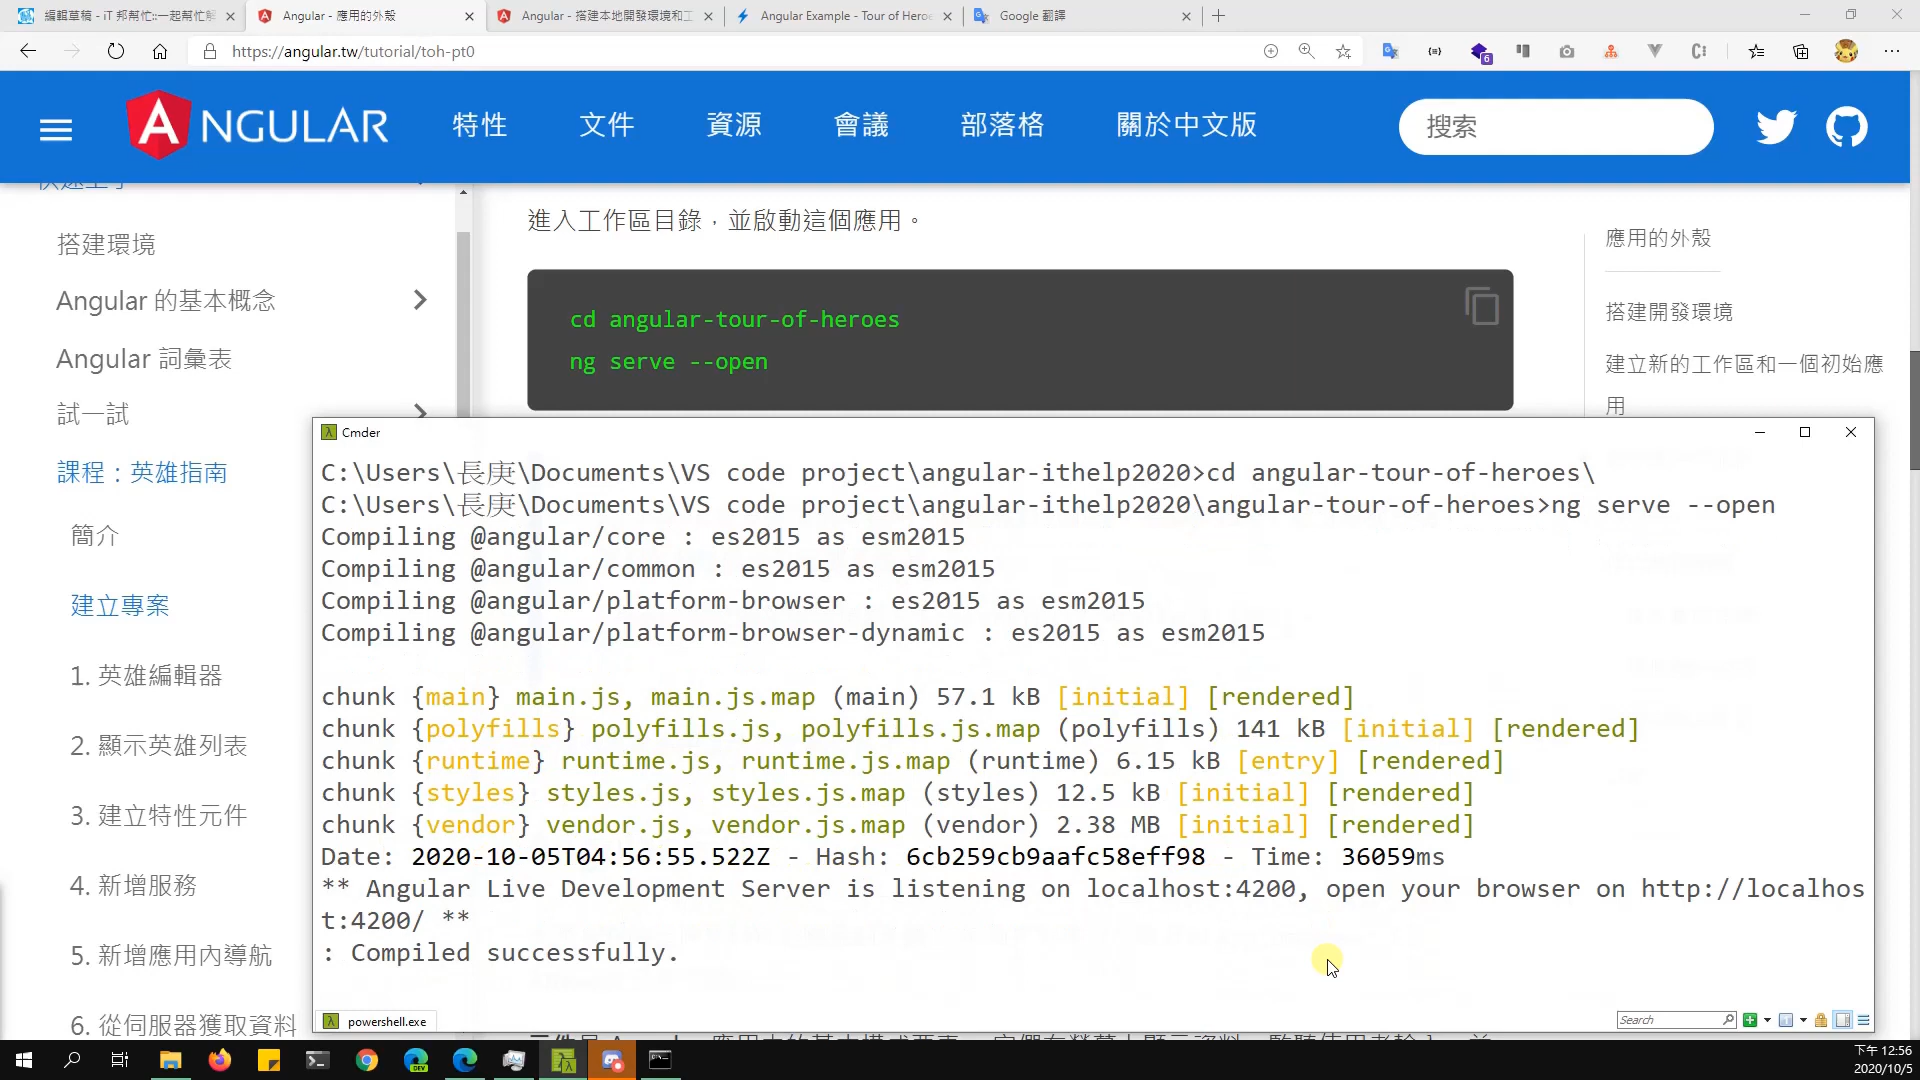 編輯草稿 - iT 邦幫忙::一起幫忙解
Angular - 應用的外殼
Angular - 搭建本地開發環境和工
Angular Example - Tour of Heroe
Google 翻譯
https://angular.tw/tutorial/toh-pt0
6
ANGULAR
特性
文件
資源
會議
部落格
關於中文版
搜索
快速上手
搭建環境
Angular 的基本概念
Angular 詞彙表
試一試
課程：英雄指南
簡介
建立專案
1. 英雄編輯器
2. 顯示英雄列表
3. 建立特性元件
4. 新增服務
5. 新增應用內導航
6. 從伺服器獲取資料
進入工作區目錄，並啟動這個應用。
cd angular-tour-of-heroes
ng serve --open
應用的外殼
搭建開發環境
建立新的工作區和一個初始應
用
Cmder
C:\Users\長庚\Documents\VS code project\angular-ithelp2020>cd angular-tour-of-heroes\
C:\Users\長庚\Documents\VS code project\angular-ithelp2020\angular-tour-of-heroes>ng serve --open
Compiling @angular/core : es2015 as esm2015
Compiling @angular/common : es2015 as esm2015
Compiling @angular/platform-browser : es2015 as esm2015
Compiling @angular/platform-browser-dynamic : es2015 as esm2015
chunk {main} main.js, main.js.map (main) 57.1 kB [initial] [rendered]
chunk {polyfills} polyfills.js, polyfills.js.map (polyfills) 141 kB [initial] [rendered]
chunk {runtime} runtime.js, runtime.js.map (runtime) 6.15 kB [entry] [rendered]
chunk {styles} styles.js, styles.js.map (styles) 12.5 kB [initial] [rendered]
chunk {vendor} vendor.js, vendor.js.map (vendor) 2.38 MB [initial] [rendered]
Date: 2020-10-05T04:56:55.522Z - Hash: 6cb259cb9aafc58eff98 - Time: 36059ms
** Angular Live Development Server is listening on localhost:4200, open your browser on http://localhos
t:4200/ **
: Compiled successfully.
powershell.exe
Search
下午 12:56
2020/10/5